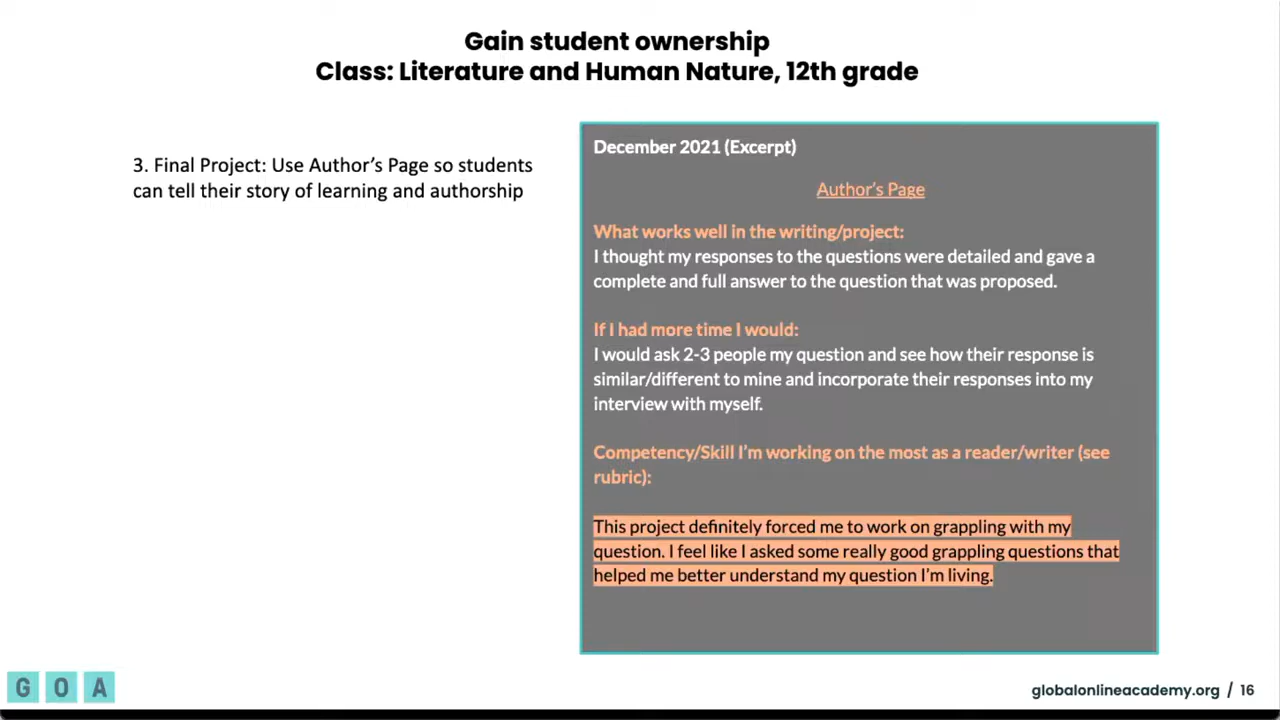 Gain student ownership
Class: Literature and Human Nature, 12th grade
3. Final Project: Use Author's Page so students
can tell their story of learning and authorship
December 2021 (Excerpt)
Author's Page
What works well in the writing/project:
I thought my responses to the questions were detailed and gave a
complete and full answer to the question that was proposed.
If I had more time I would:
I would ask 2-3 people my question and see how their response is
similar/different to mine and incorporate their responses into my
interview with myself.
Competency/Skill I'm working on the most as a reader/writer (see
rubric):
This project definitely forced me to work on grappling with my
question. I feel like I asked some really good grappling questions that
helped me better understand my question I'm living.
G O A
globalonlineacademy.org / 16